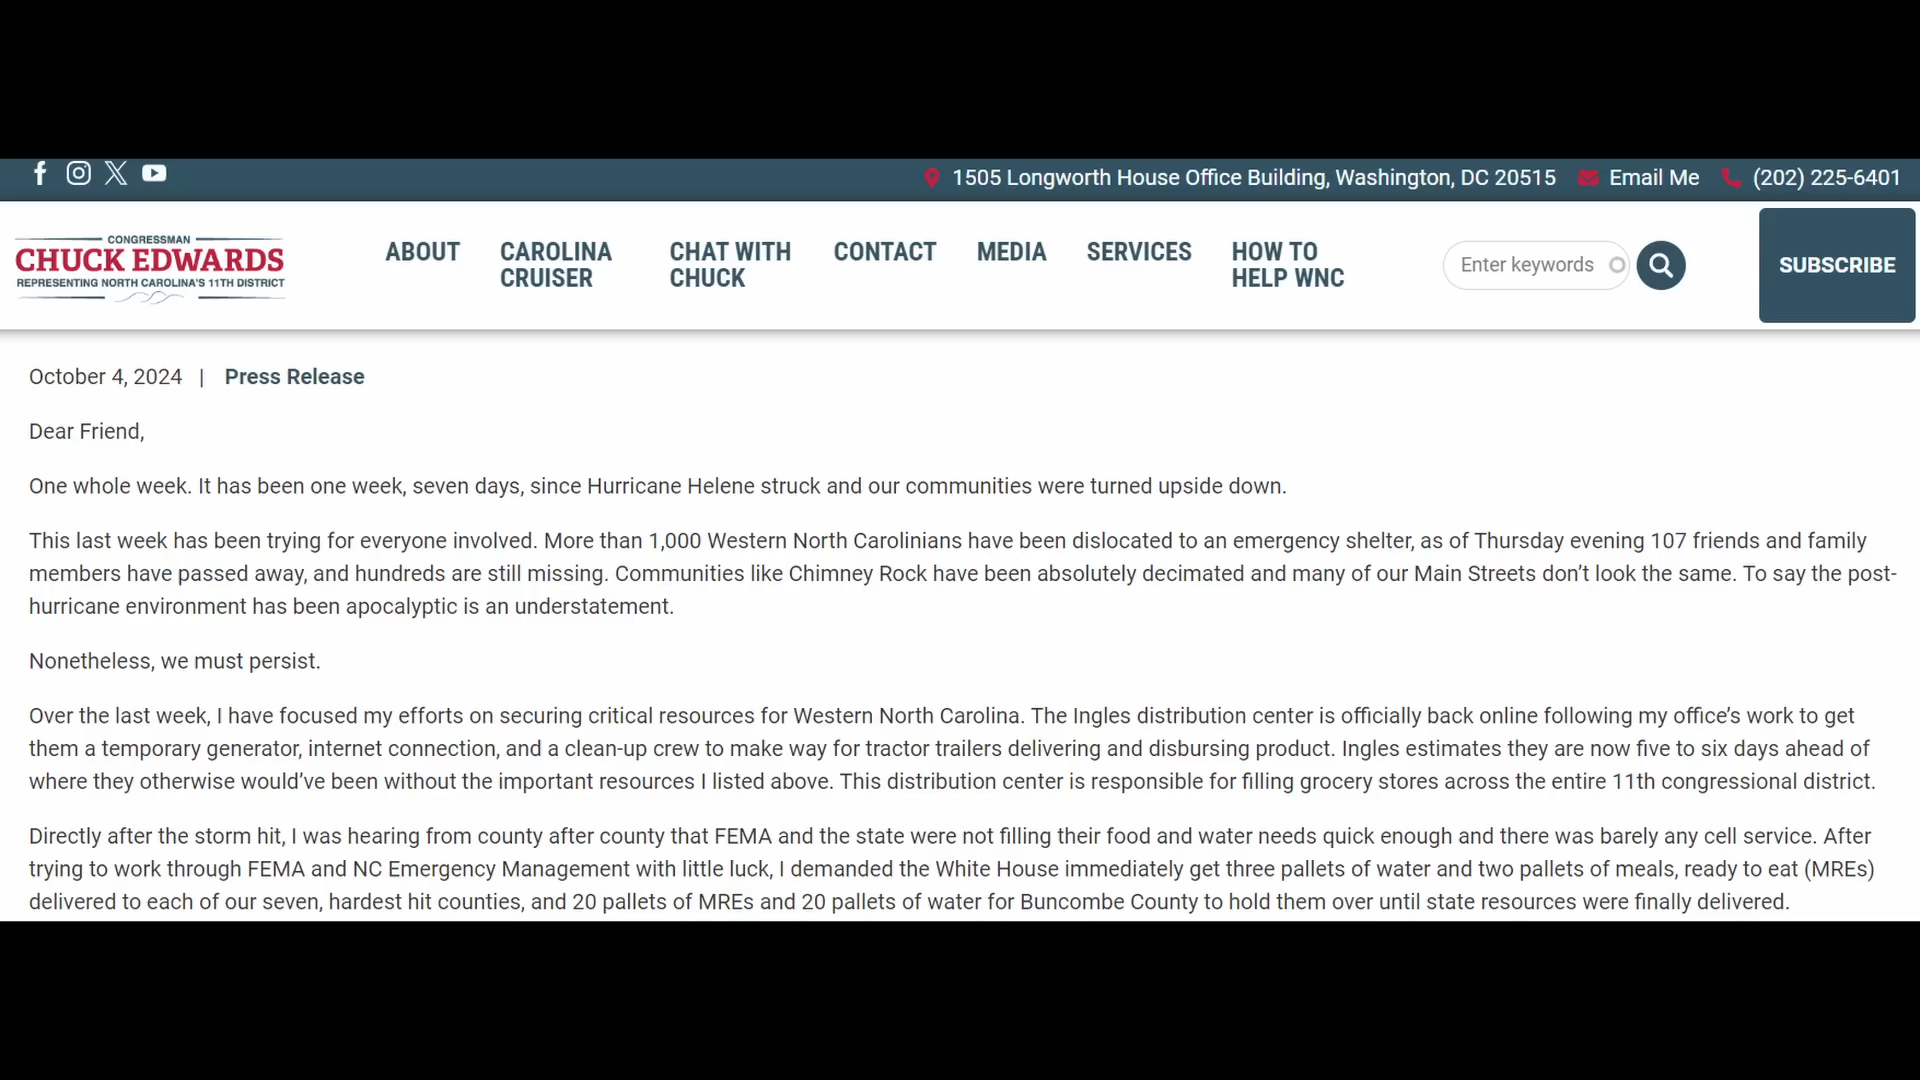 1505 Longworth House Office Building, Washington, DC 20515 Email Me (202) 225-6401
CONGRESSMAN
CHUCK EDWARDS
REPRESENTING NORTH CAROLINA'S 11TH DISTRICT
ABOUT
CAROLINA
CRUISER
CHAT WITH
CHUCK
CONTACT
MEDIA
SERVICES
HOW TO
HELP WNC
Enter keywords
SUBSCRIBE
October 4, 2024 | Press Release
Dear Friend,
One whole week. It has been one week, seven days, since Hurricane Helene struck and our communities were turned upside down.
This last week has been trying for everyone involved. More than 1,000 Western North Carolinians have been dislocated to an emergency shelter, as of Thursday evening 107 friends and family
members have passed away, and hundreds are still missing. Communities like Chimney Rock have been absolutely decimated and many of our Main Streets don’t look the same. To say the post-
hurricane environment has been apocalyptic is an understatement.
Nonetheless, we must persist.
Over the last week, I have focused my efforts on securing critical resources for Western North Carolina. The Ingles distribution center is officially back online following my office’s work to get
them a temporary generator, internet connection, and a clean-up crew to make way for tractor trailers delivering and disbursing product. Ingles estimates they are now five to six days ahead of
where they otherwise would’ve been without the important resources I listed above. This distribution center is responsible for filling grocery stores across the entire 11th congressional district.
Directly after the storm hit, I was hearing from county after county that FEMA and the state were not filling their food and water needs quick enough and there was barely any cell service. After
trying to work through FEMA and NC Emergency Management with little luck, I demanded the White House immediately get three pallets of water and two pallets of meals, ready to eat (MREs)
delivered to each of our seven, hardest hit counties, and 20 pallets of MREs and 20 pallets of water for Buncombe County to hold them over until state resources were finally delivered.